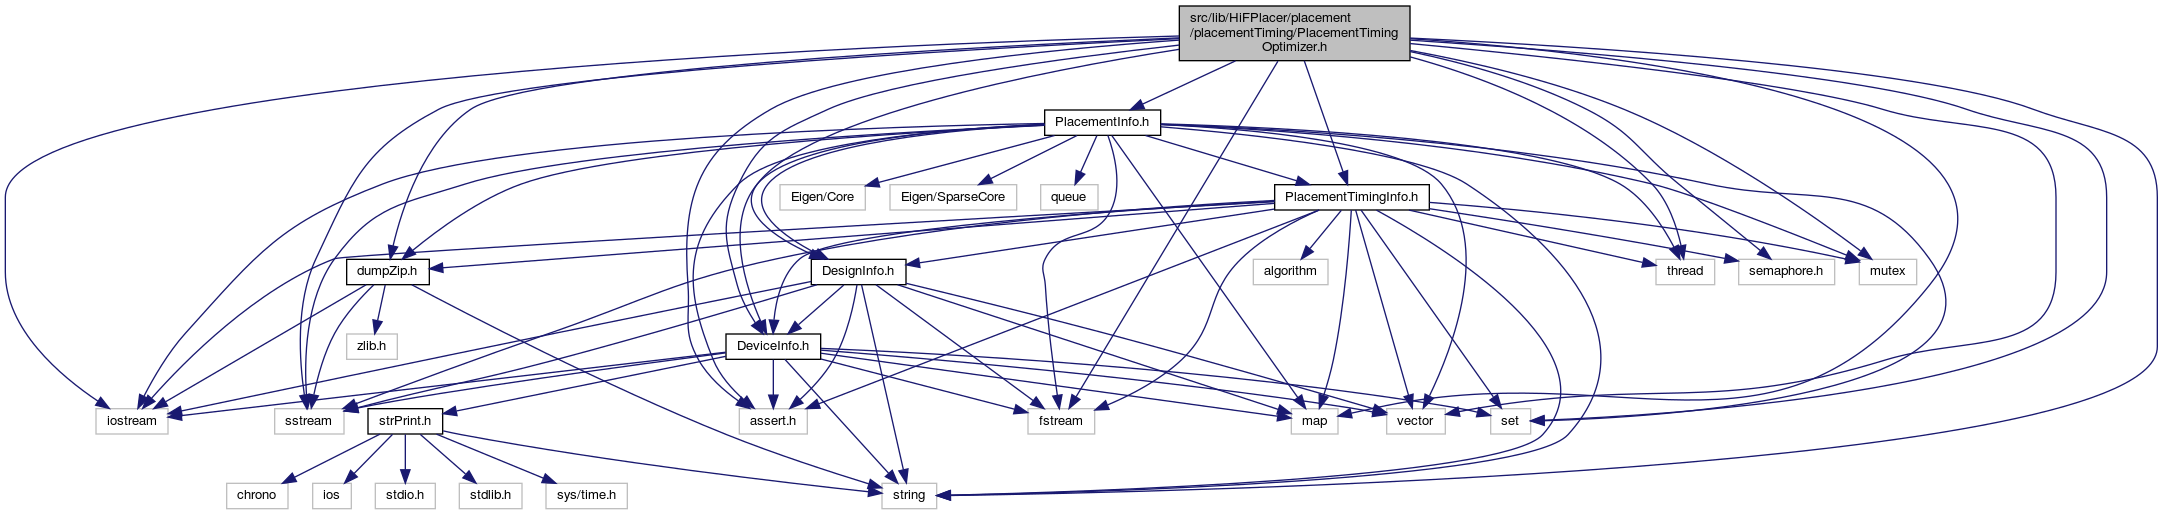 src/lib/HiFPlacer/placement
/placementTiming/PlacementTiming
Optimizer.h
PlacementInfo.h
Eigen/Core
Eigen/SparseCore
queue
PlacementTimingInfo.h
dumpZip.h
DesignInfo.h
algorithm
thread
semaphore.h
mutex
zlib.h
DeviceInfo.h
iostream
sstream
strPrint.h
assert.h
fstream
map
vector
set
chrono
ios
stdio.h
stdlib.h
sys/time.h
string